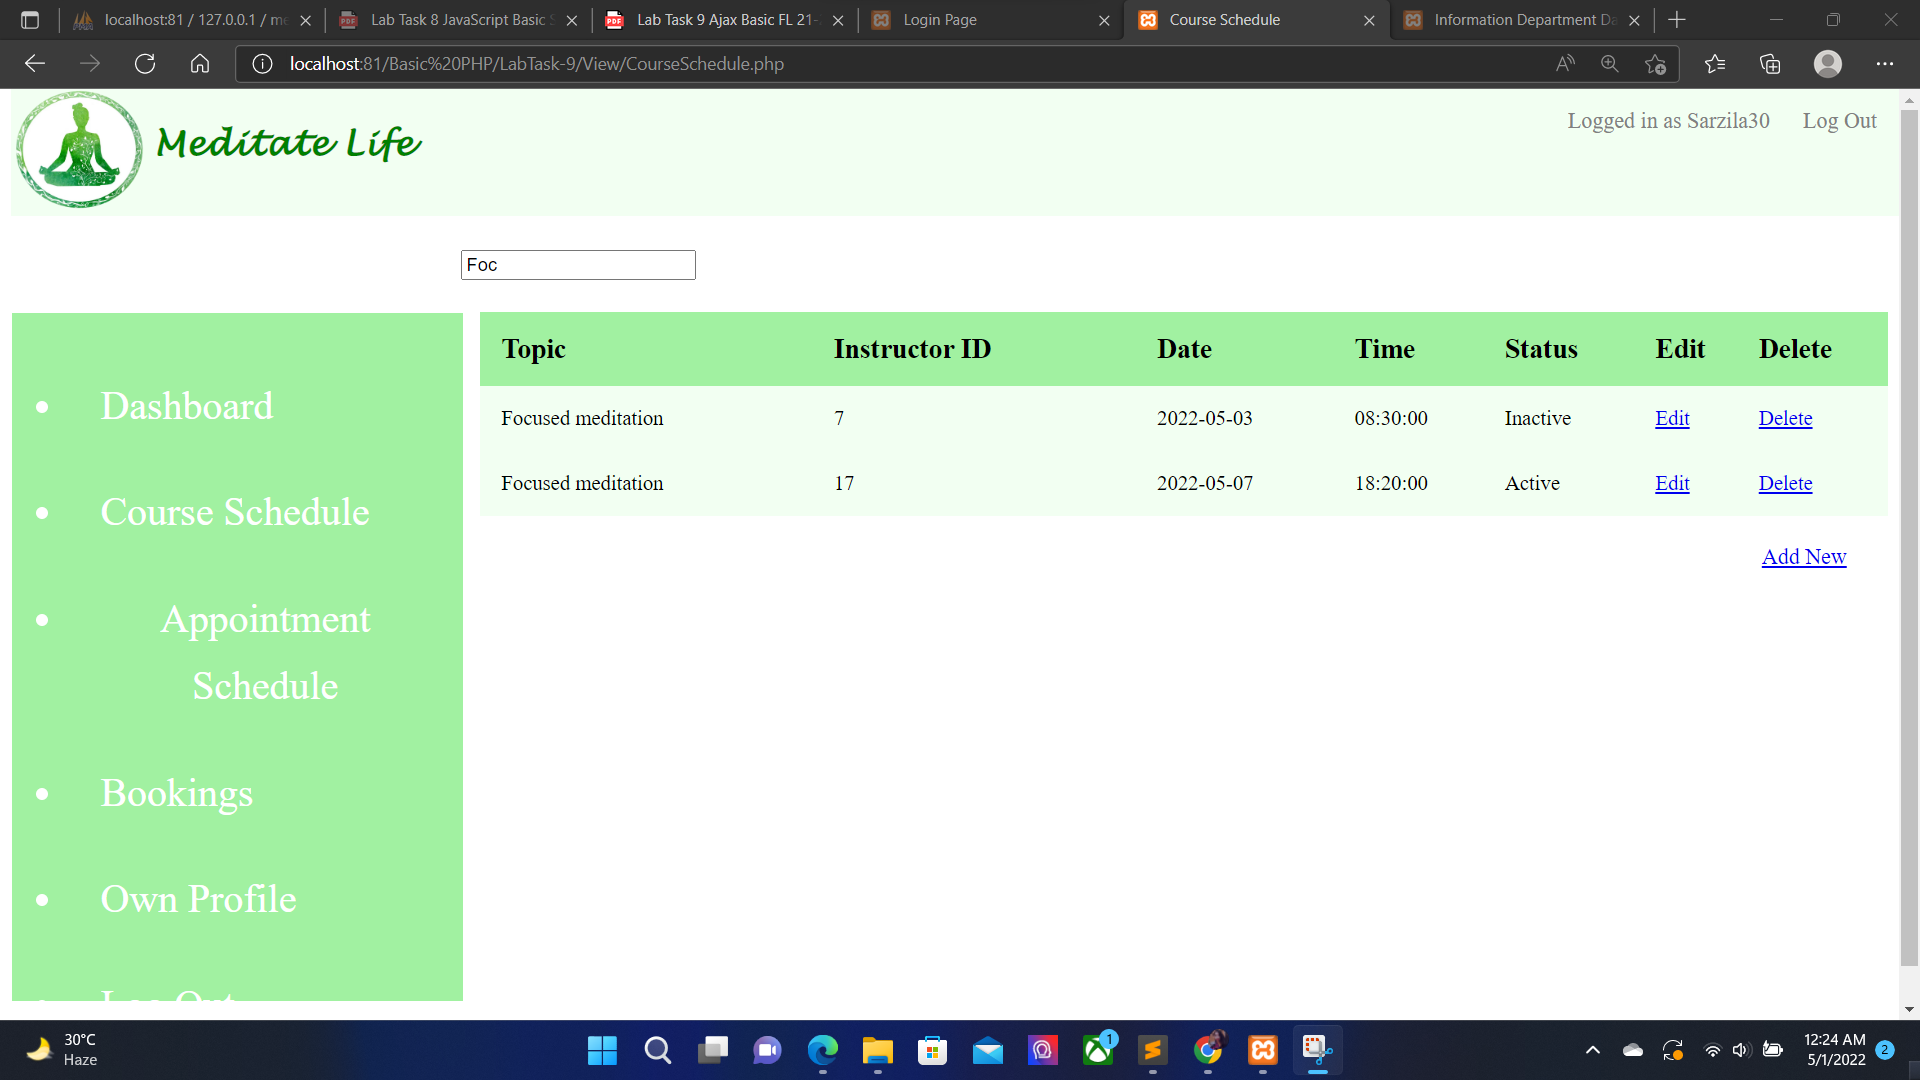 localhost:81 / 127.0.0.1 / me
Lab Task 8 JavaScript Basic S
Lab Task 9 Ajax Basic FL 21-
Login Page
Course Schedule
Information Department Da
localhost:81/Basic%20PHP/LabTask-9/View/CourseSchedule.php
Meditate Life
Logged in as Sarzila30 Log Out
Foc
Dashboard
Course Schedule
Appointment
Schedule
Bookings
Own Profile
Log Out
Topic Instructor ID Date Time Status Edit Delete
Focused meditation 7 2022-05-03 08:30:00 Inactive Edit Delete
Focused meditation 17 2022-05-07 18:20:00 Active Edit Delete
Add New
30°C
Haze
1
12:24 AM
5/1/2022
2